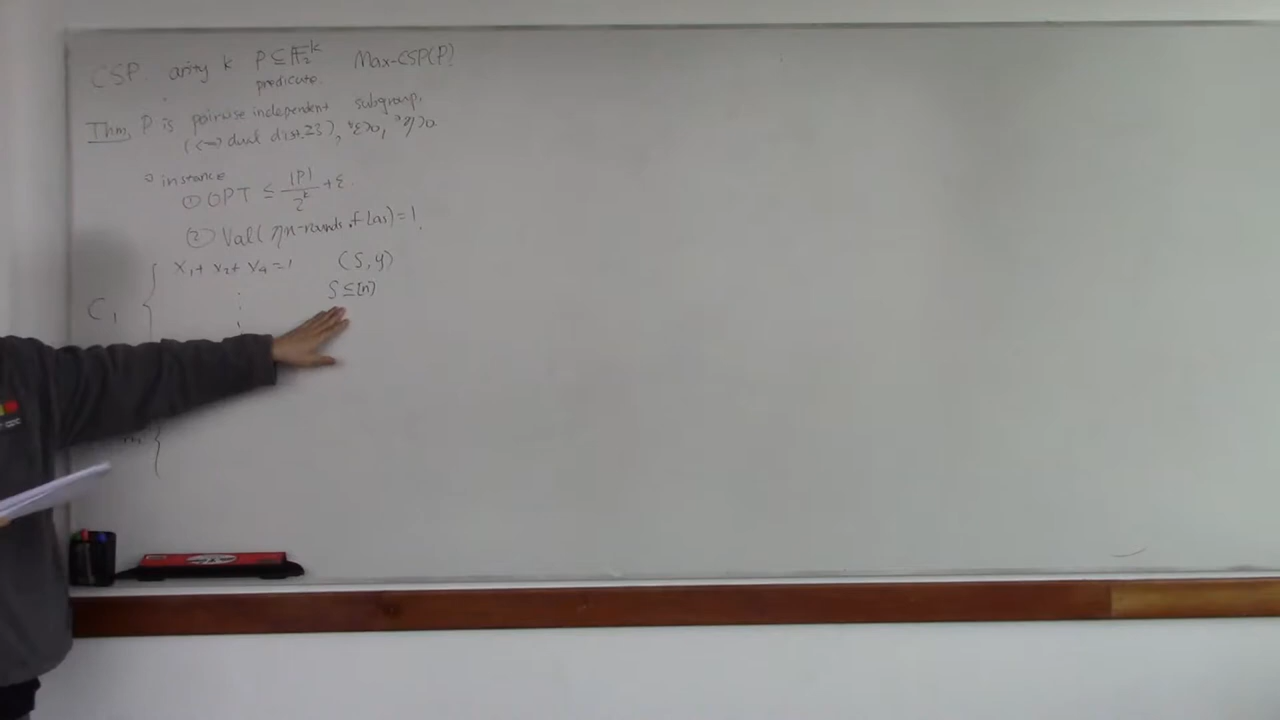 CSP arity k P ⊆ 𝔽₂ᵏ Max-CSP(P)
predicate
Thm, P is pairwise independent subgroup,
(⟺ dual dist ≥ 3), ∀ε>0, ∃η>0
∃ instance
① OPT ≤ |P|/2ᵏ + ε
② Val(ηn-rounds of Las) = 1
x₁ + x₂ + x₄ = 1 (S, y)
S ⊆ [n]
C₁